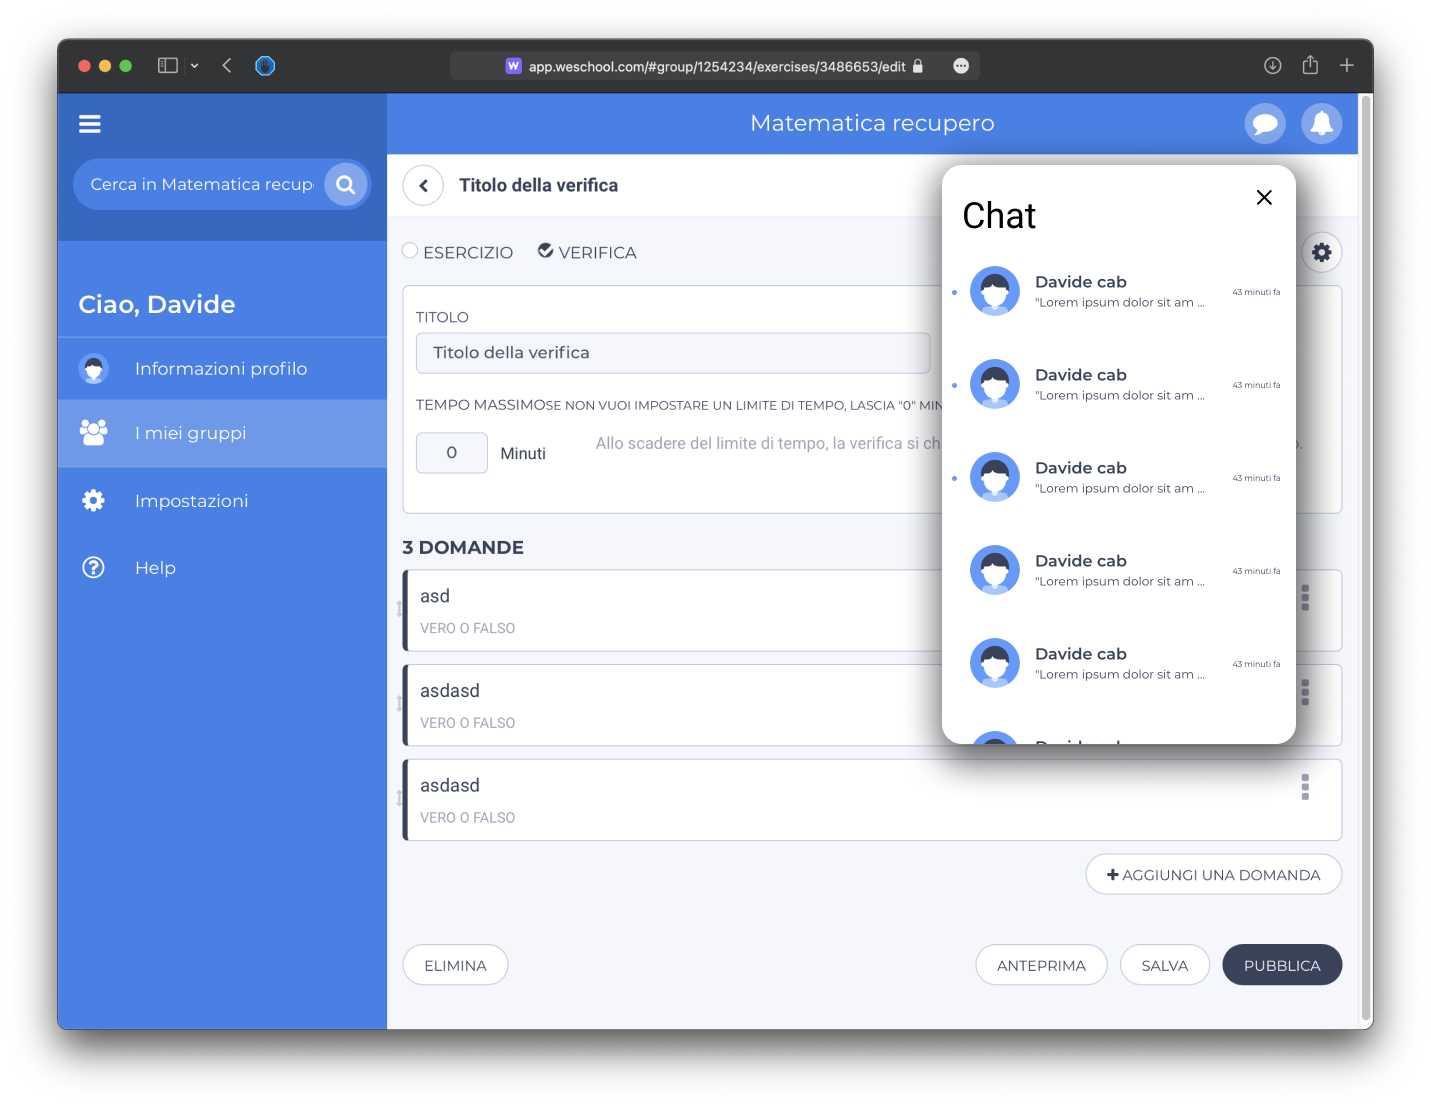 app.weschool.com/#group/1254234/exercises/3486653/edit
Matematica recupero
Cerca in Matematica recup
Ciao, Davide
Informazioni profilo
I miei gruppi
Impostazioni
Help
Titolo della verifica
ESERCIZIO
VERIFICA
TITOLO
Titolo della verifica
TEMPO MASSIMOSE NON VUOI IMPOSTARE UN LIMITE DI TEMPO, LASCIA "0" MIN
0
Minuti
Allo scadere del limite di tempo, la verifica si ch
3 DOMANDE
asd
VERO O FALSO
asdasd
VERO O FALSO
asdasd
VERO O FALSO
+ AGGIUNGI UNA DOMANDA
ELIMINA
ANTEPRIMA
SALVA
PUBBLICA
Chat
Davide cab
"Lorem ipsum dolor sit am ...
43 minuti fa
Davide cab
"Lorem ipsum dolor sit am ...
43 minuti fa
Davide cab
"Lorem ipsum dolor sit am ...
43 minuti fa
Davide cab
"Lorem ipsum dolor sit am ...
43 minuti fa
Davide cab
"Lorem ipsum dolor sit am ...
43 minuti fa